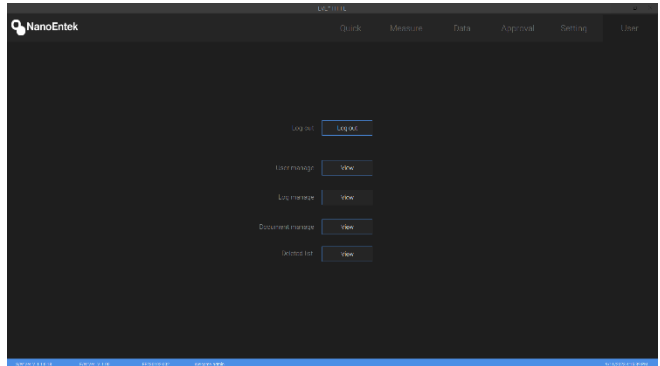 NanoEntek
Quick Measure Data Approval Setting User
Log out Log out
User manage View
Log manage View
Document manage View
Deleted list View